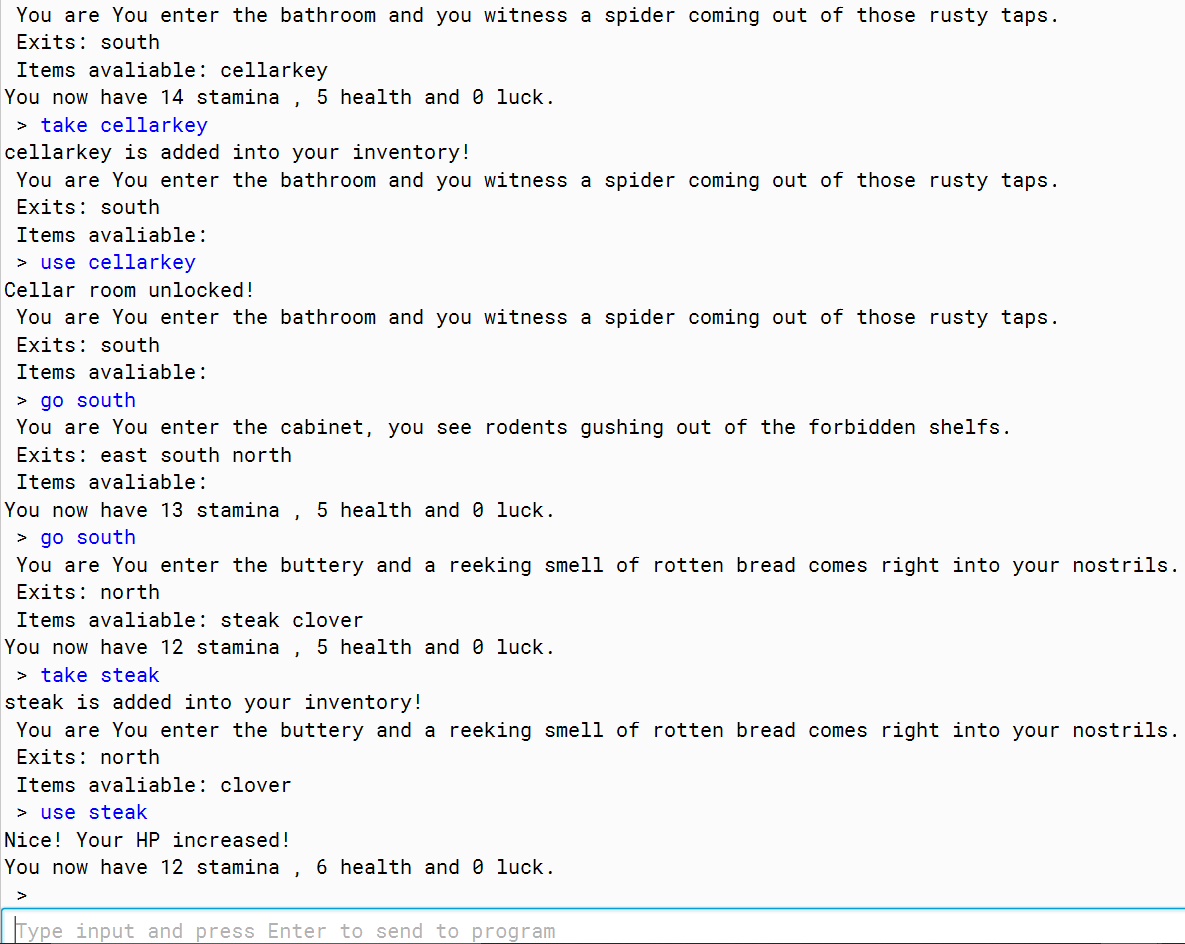 You are You enter the bathroom and you witness a spider coming out of those rusty taps.
Exits: south
Items avaliable: cellarkey
You now have 14 stamina , 5 health and 0 luck.
> take cellarkey
cellarkey is added into your inventory!
You are You enter the bathroom and you witness a spider coming out of those rusty taps.
Exits: south
Items avaliable:
> use cellarkey
Cellar room unlocked!
You are You enter the bathroom and you witness a spider coming out of those rusty taps.
Exits: south
Items avaliable:
> go south
You are You enter the cabinet, you see rodents gushing out of the forbidden shelfs.
Exits: east south north
Items avaliable:
You now have 13 stamina , 5 health and 0 luck.
> go south
You are You enter the buttery and a reeking smell of rotten bread comes right into your nostrils.
Exits: north
Items avaliable: steak clover
You now have 12 stamina , 5 health and 0 luck.
> take steak
steak is added into your inventory!
You are You enter the buttery and a reeking smell of rotten bread comes right into your nostrils.
Exits: north
Items avaliable: clover
> use steak
Nice! Your HP increased!
You now have 12 stamina , 6 health and 0 luck.
>
Type input and press Enter to send to program